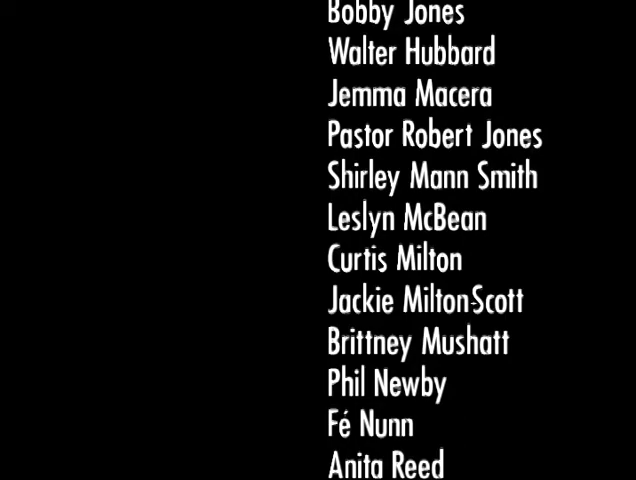 Bobby Jones
Walter Hubbard
Jemma Macera
Pastor Robert Jones
Shirley Mann Smith
Leslyn McBean
Curtis Milton
Jackie Milton-Scott
Brittney Mushatt
Phil Newby
Fé Nunn
Anita Reed